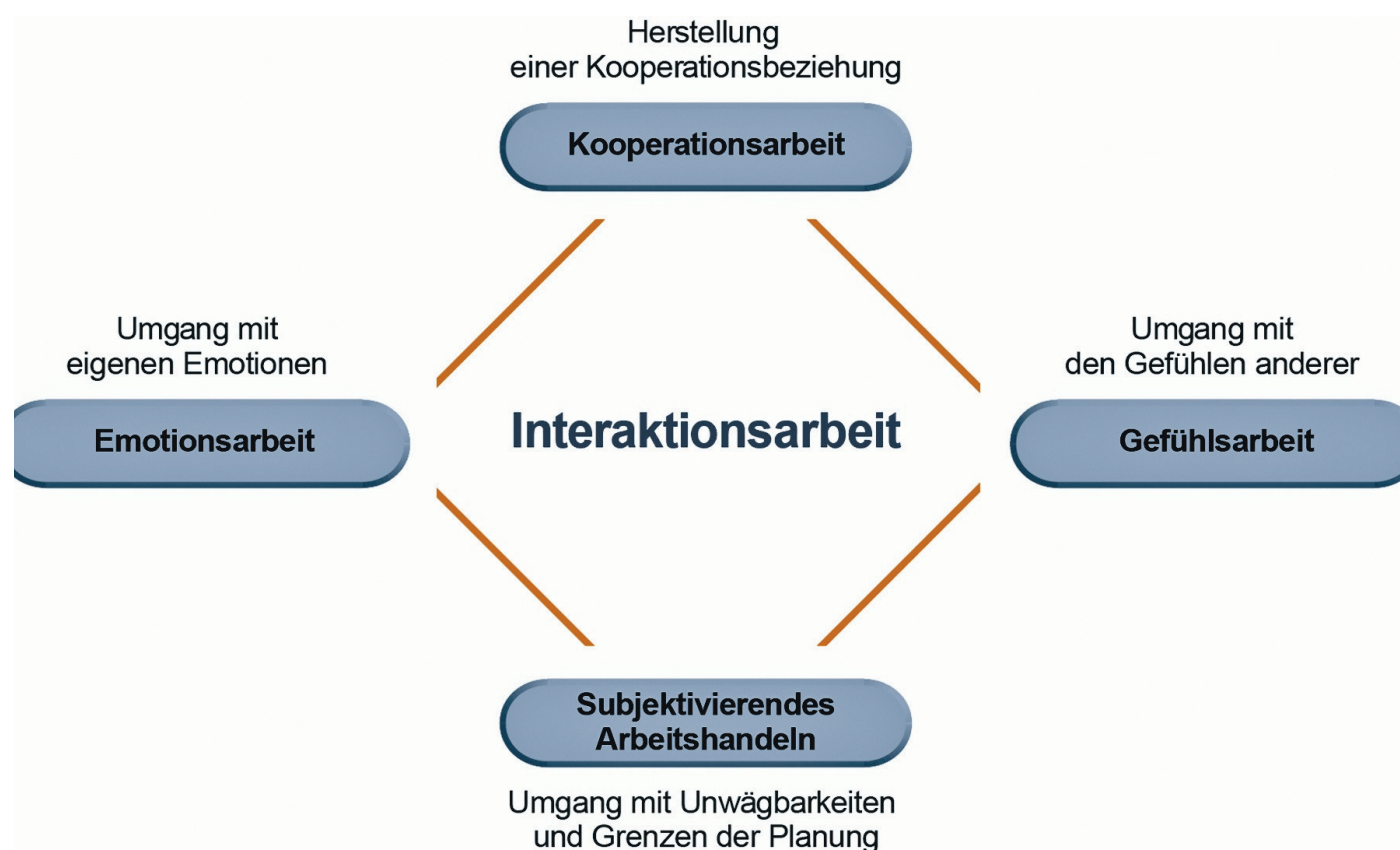 Herstellung
einer Kooperationsbeziehung
Kooperationsarbeit
Umgang mit
eigenen Emotionen
Emotionsarbeit
Interaktionsarbeit
Umgang mit
den Gefühlen anderer
Gefühlsarbeit
Subjektivierendes
Arbeitshandeln
Umgang mit Unwägbarkeiten
und Grenzen der Planung